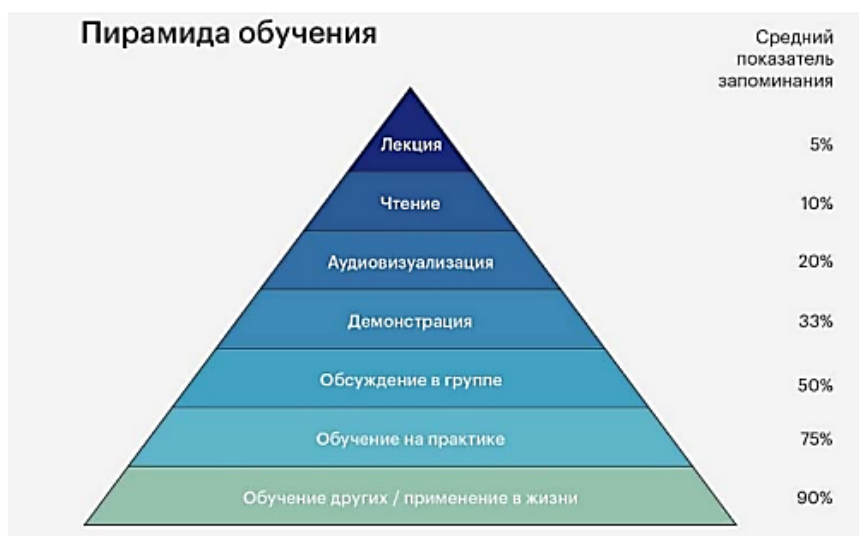 Пирамида обучения
Средний
показатель
запоминания
Лекция 5%
Чтение 10%
Аудиовизуализация 20%
Демонстрация 33%
Обсуждение в группе 50%
Обучение на практике 75%
Обучение других / применение в жизни 90%